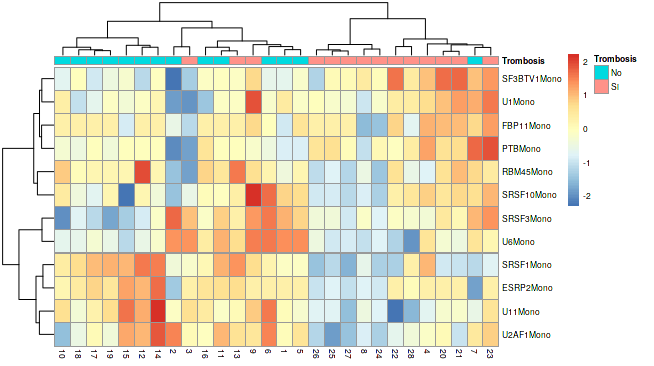 Trombosis
SF3BTV1Mono
U1Mono
FBP11Mono
PTBMono
RBM45Mono
SRSF10Mono
SRSF3Mono
U6Mono
SRSF1Mono
ESRP2Mono
U11Mono
U2AF1Mono
10 18 17 19 15 12 14 2 3 16 11 13 9 6 1 5 26 25 27 8 24 22 28 4 20 21 7 23
2
1
0
-1
-2
Trombosis
No
SI